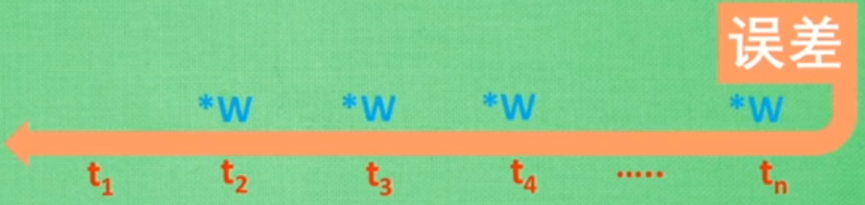 误差
*W *W *W *W
t₁ t₂ t₃ t₄ ..... tₙ